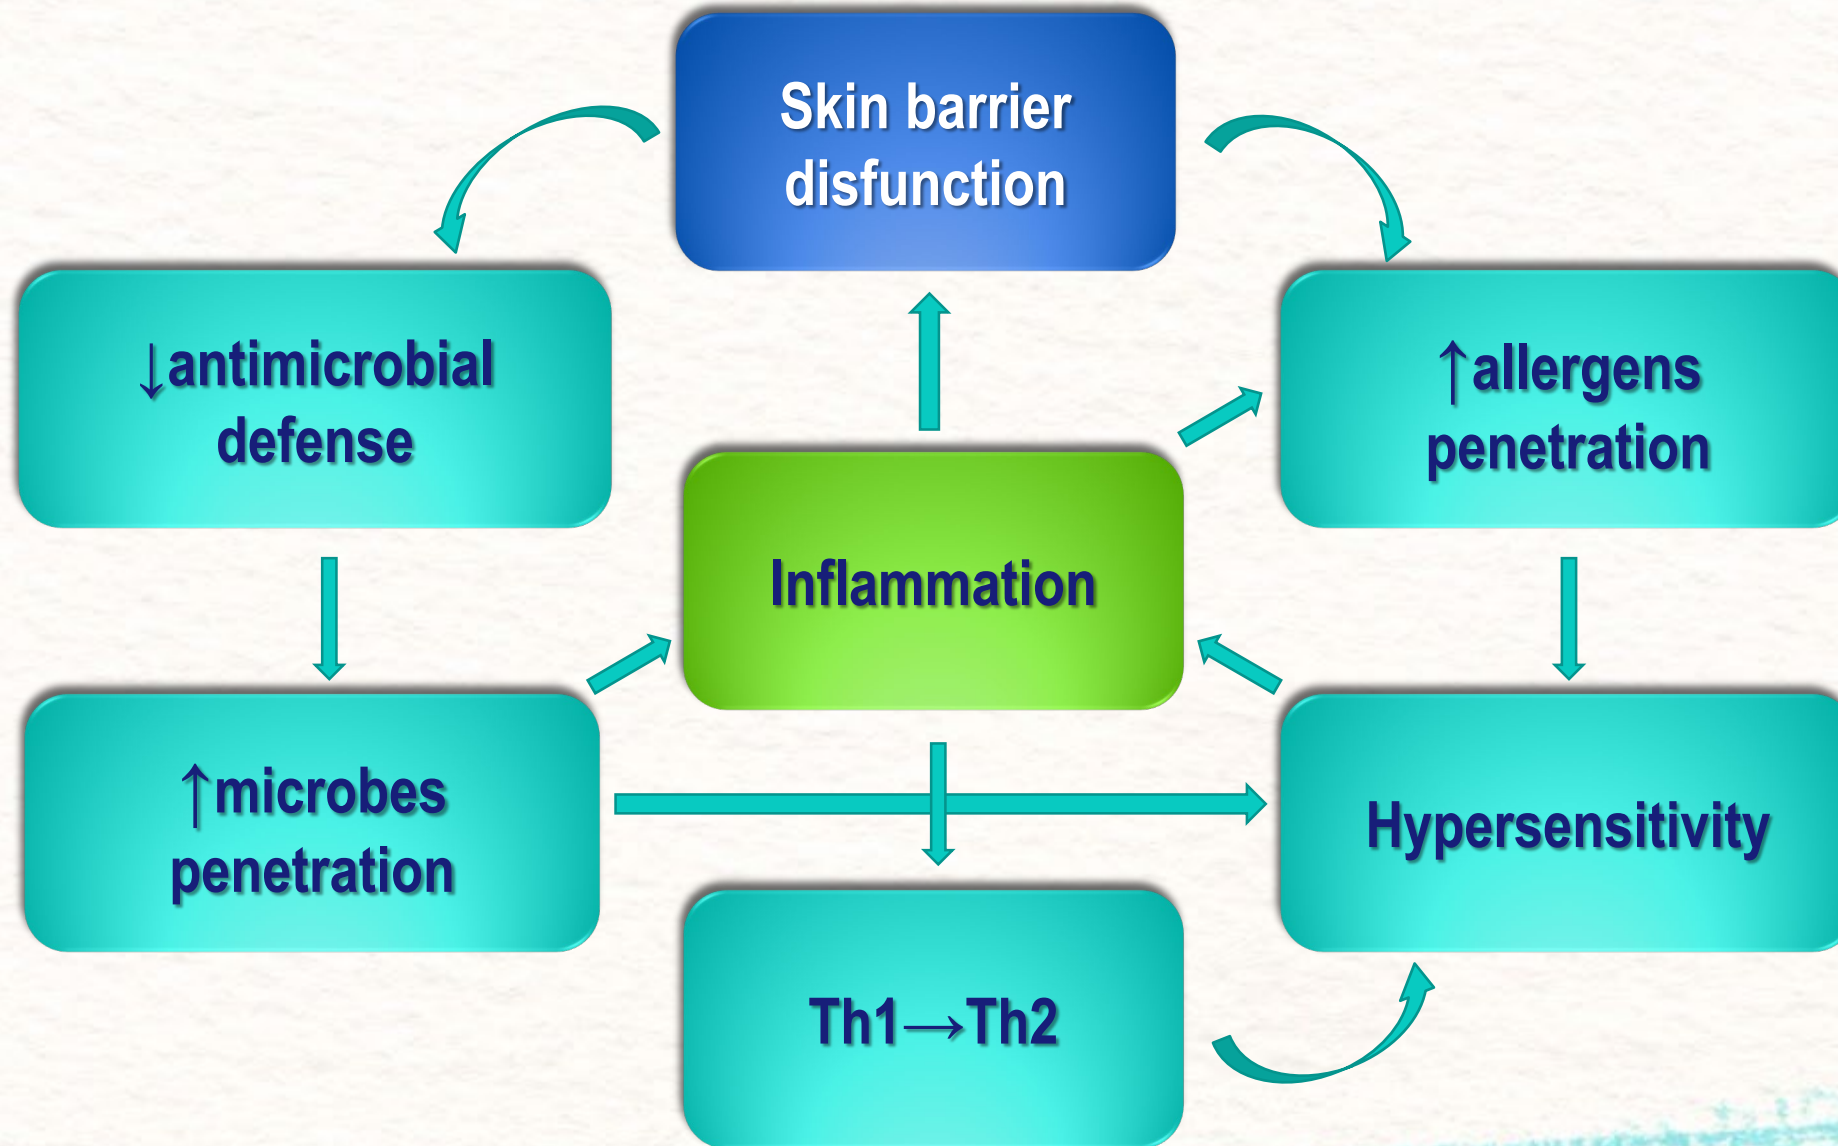 Skin barrier
disfunction
↓antimicrobial
defense
↑allergens
penetration
Inflammation
↑microbes
penetration
Hypersensitivity
Th1→Th2